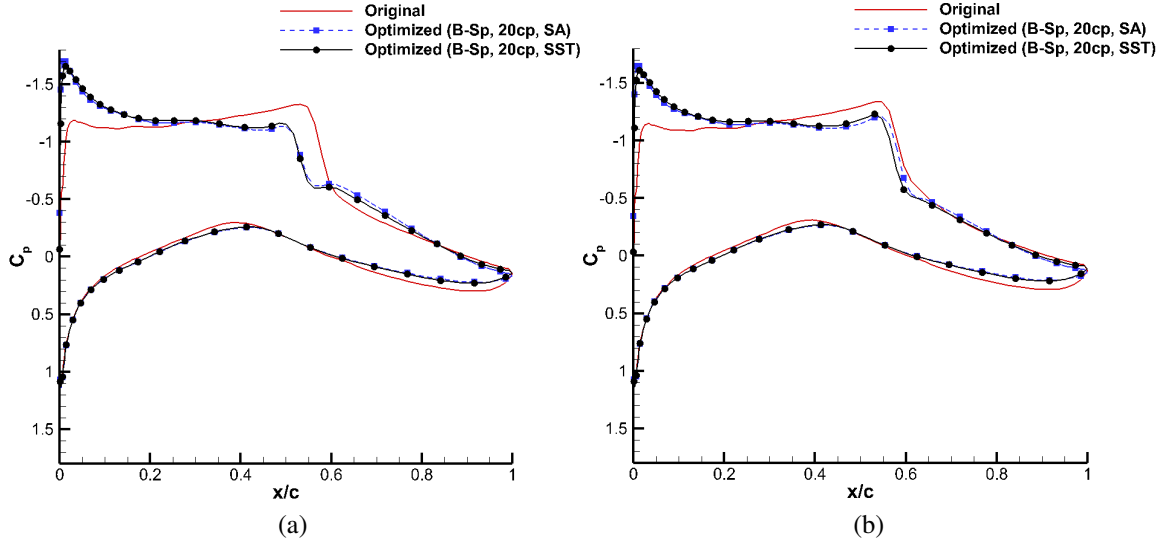 Original
Optimized (B-Sp, 20cp, SA)
Optimized (B-Sp, 20cp, SST)
-1.5
-1
-0.5
0
0.5
1
1.5
Cp
0
0.2
0.4
0.6
0.8
1
x/c
(a)
Original
Optimized (B-Sp, 20cp, SA)
Optimized (B-Sp, 20cp, SST)
-1.5
-1
-0.5
0
0.5
1
1.5
Cp
0
0.2
0.4
0.6
0.8
1
x/c
(b)